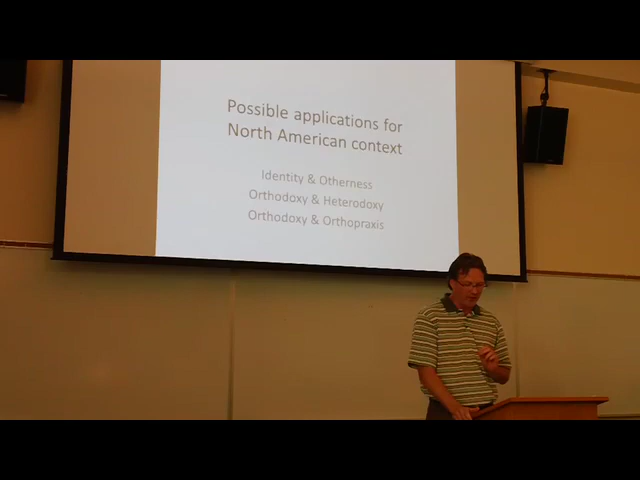 Possible applications for
North American context
Identity & Otherness
Orthodoxy & Heterodoxy
Orthodoxy & Orthopraxis